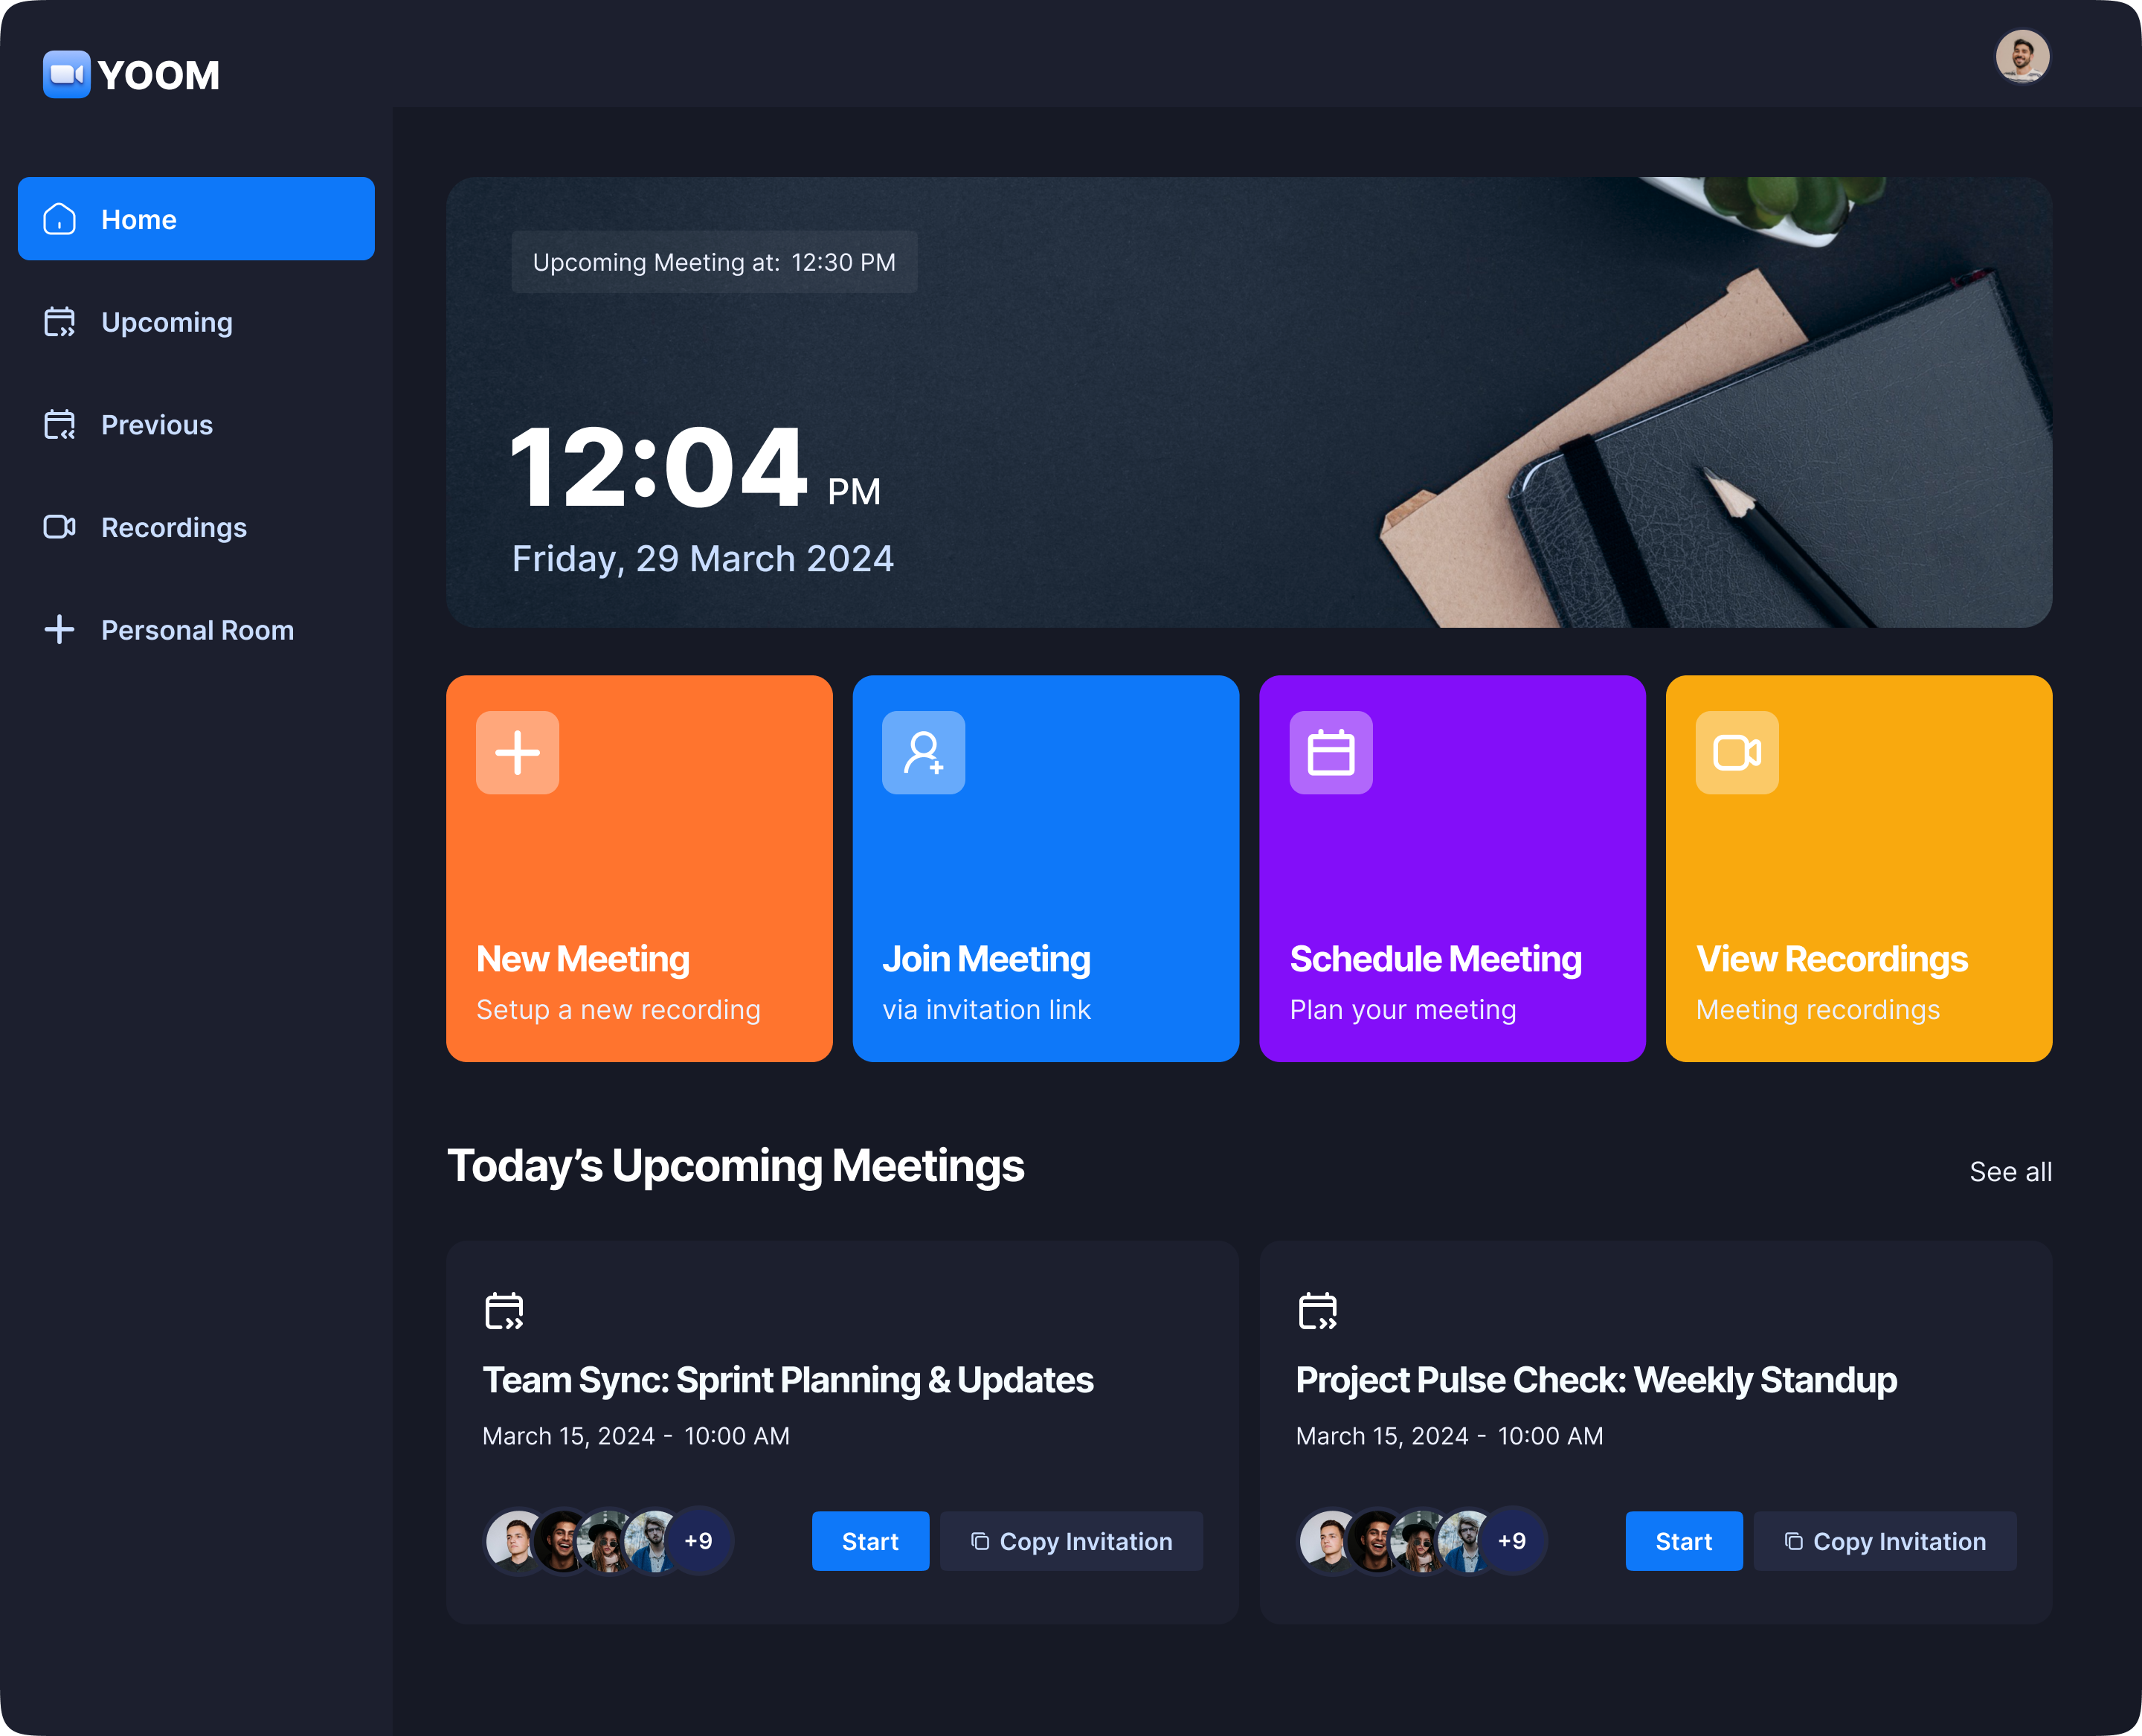 YOOM
Home
Upcoming
Previous
Recordings
Personal Room
Upcoming Meeting at: 12:30 PM
12:04 PM
Friday, 29 March 2024
New Meeting
Setup a new recording
Join Meeting
via invitation link
Schedule Meeting
Plan your meeting
View Recordings
Meeting recordings
Today’s Upcoming Meetings
See all
Team Sync: Sprint Planning & Updates
March 15, 2024 - 10:00 AM
+9
Start
Copy Invitation
Project Pulse Check: Weekly Standup
March 15, 2024 - 10:00 AM
+9
Start
Copy Invitation